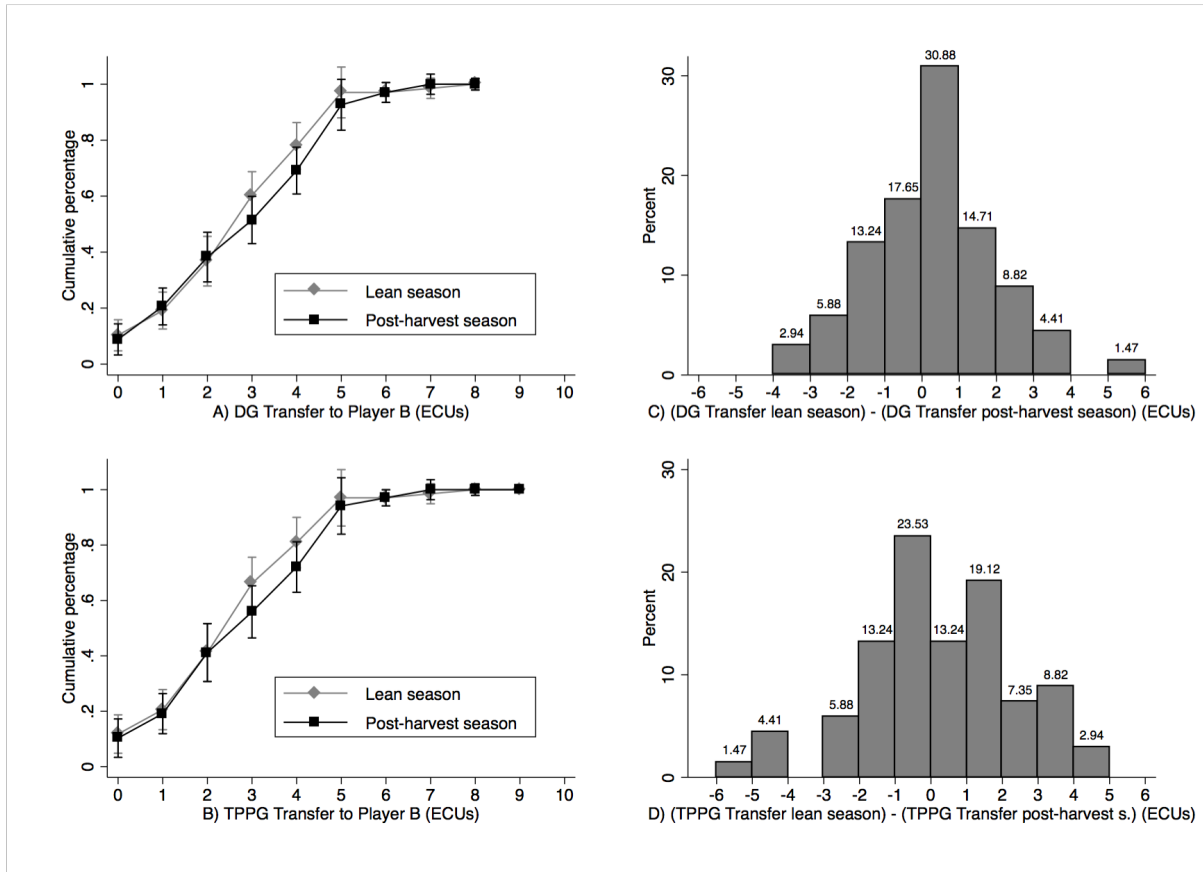 Cumulative percentage
1
.8
.6
.4
.2
0
Lean season
Post-harvest season
0 1 2 3 4 5 6 7 8 9 10
A) DG Transfer to Player B (ECUs)
Percent
30
20
10
0
2.94
5.88
13.24
17.65
30.88
14.71
8.82
4.41
1.47
-6 -5 -4 -3 -2 -1 0 1 2 3 4 5 6
C) (DG Transfer lean season) - (DG Transfer post-harvest season) (ECUs)
Cumulative percentage
1
.8
.6
.4
.2
0
Lean season
Post-harvest season
0 1 2 3 4 5 6 7 8 9 10
B) TPPG Transfer to Player B (ECUs)
Percent
30
20
10
0
1.47
4.41
5.88
13.24
23.53
13.24
19.12
7.35
8.82
2.94
-6 -5 -4 -3 -2 -1 0 1 2 3 4 5 6
D) (TPPG Transfer lean season) - (TPPG Transfer post-harvest s.) (ECUs)